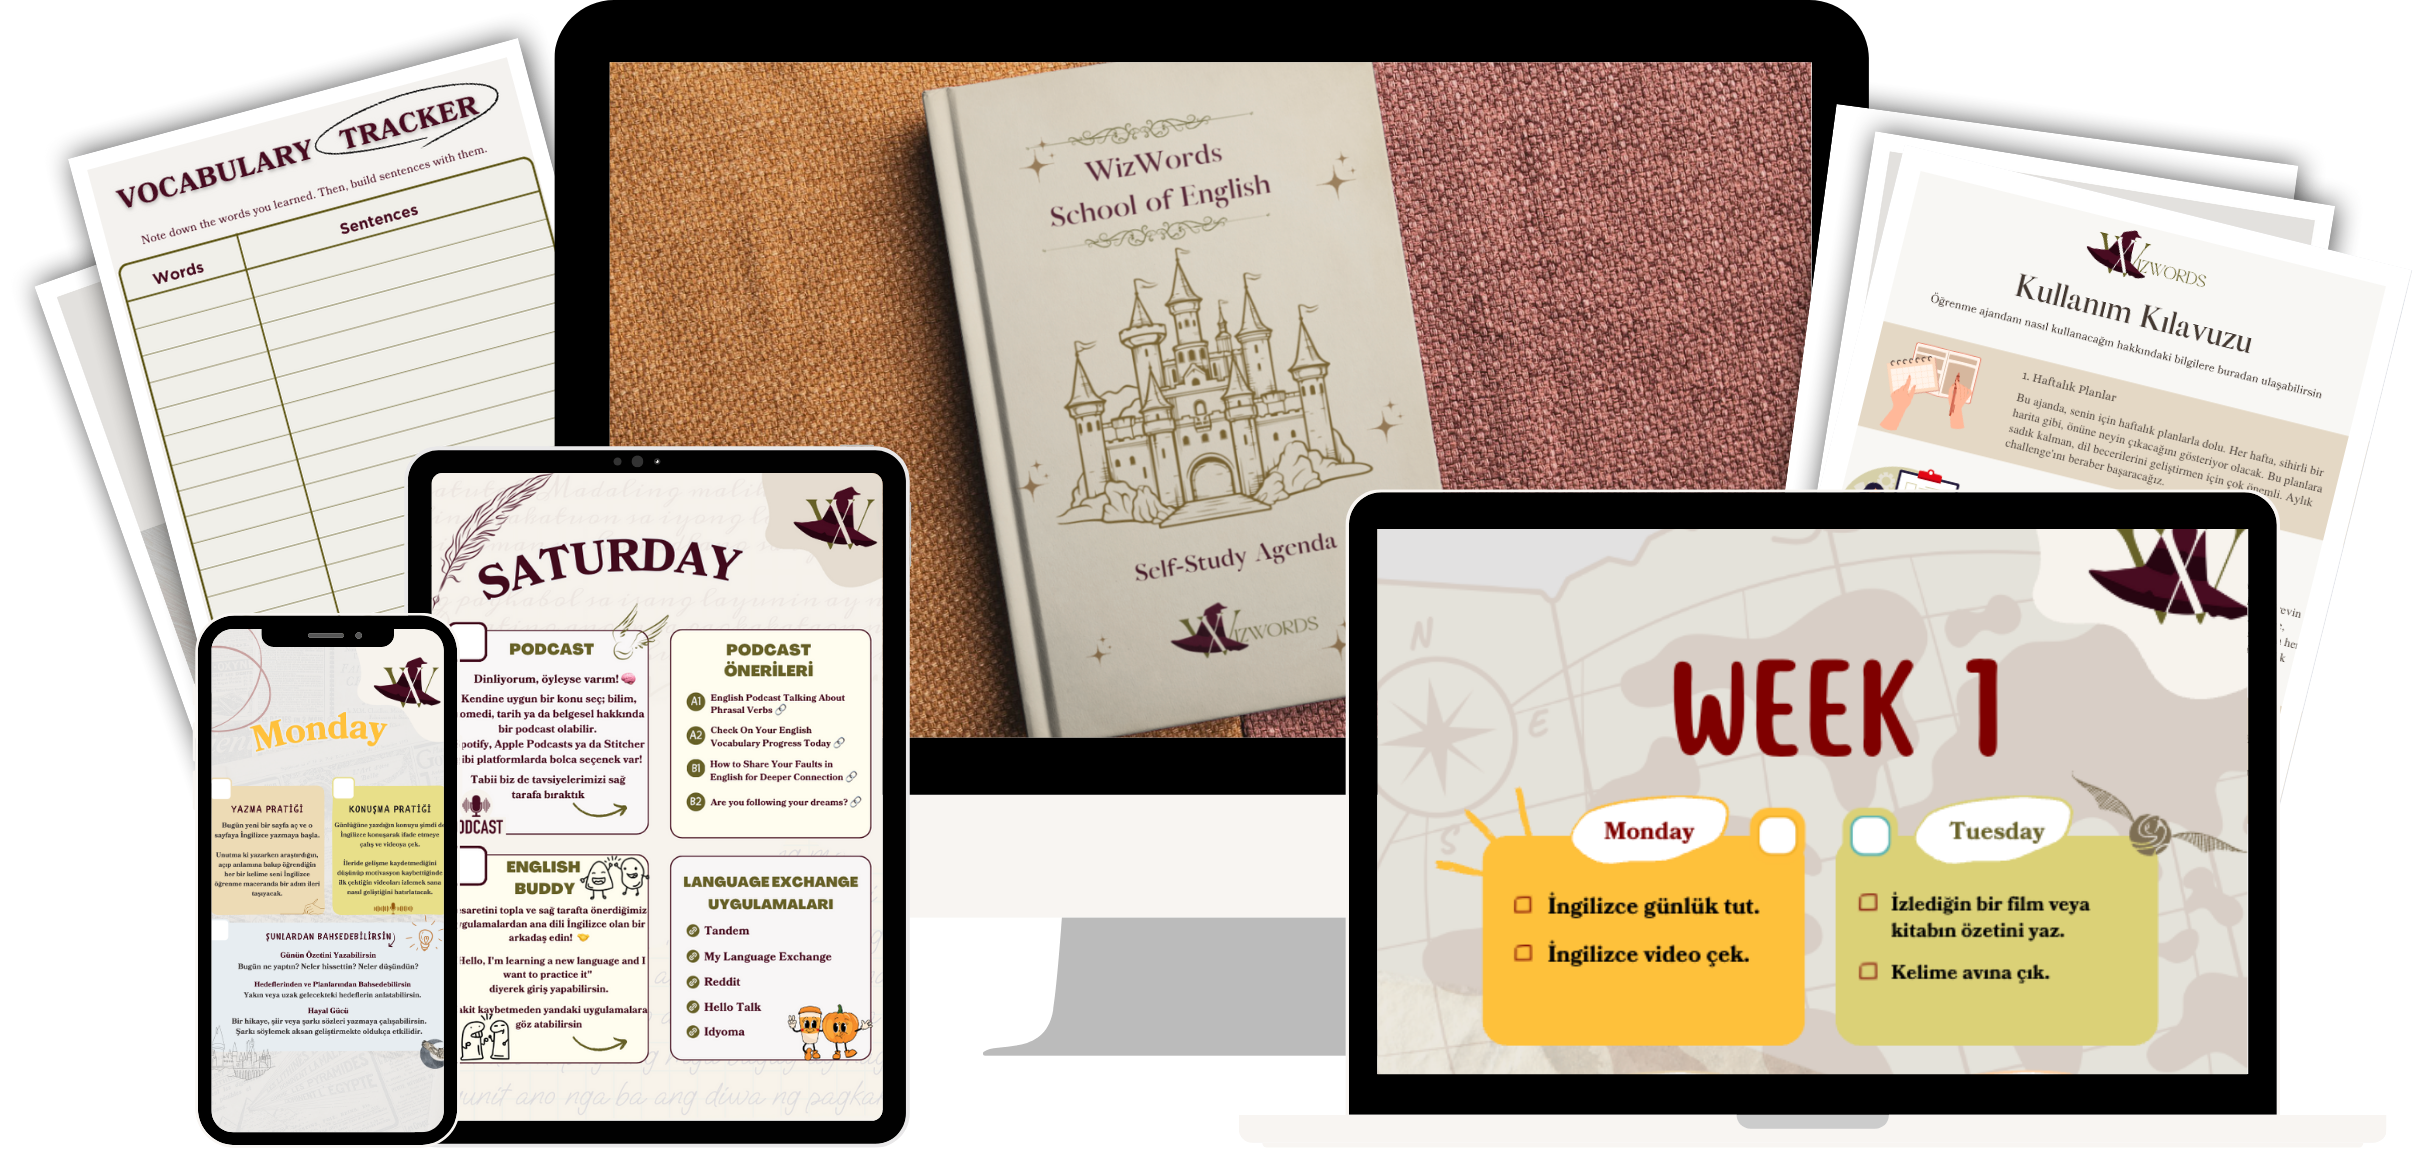 VOCABULARY TRACKER
Note down the words you learned. Then, build sentences with them.
Words
Sentences
WizWords
School of English
Self-Study Agenda
WIZWORDS
WIZWORDS
Kullanım Kılavuzu
Öğrenme ajandanı nasıl kullanacağın hakkındaki bilgilere buradan ulaşabilirsin
1. Haftalık Planlar
Bu ajanda, senin için haftalık planlarla dolu. Her hafta, sihirli bir
harita gibi, önüne neyin çıkacağını gösteriyor olacak. Bu planlara
sadık kalman, dil becerilerini geliştirmen için çok önemli. Aylık
challenge'ını beraber başaracağız.
SATURDAY
PODCAST
Dinliyorum, öyleyse varım!
Kendine uygun bir konu seç; bilim,
omedi, tarih ya da belgesel hakkında
bir podcast olabilir.
potify, Apple Podcasts ya da Stitcher
ibi platformlarda bolca seçenek var!
Tabii biz de tavsiyelerimizi sağ
tarafa bıraktık
ODCAST
PODCAST
ÖNERİLERİ
A1 English Podcast Talking About
Phrasal Verbs
A2 Check On Your English
Vocabulary Progress Today
B1 How to Share Your Faults in
English for Deeper Connection
B2 Are you following your dreams?
ENGLISH
BUDDY
esaretini topla ve sağ tarafta önerdiğimiz
ygulamalardan ana dili İngilizce olan bir
arkadaş edin!
Hello, I'm learning a new language and I
want to practice it"
diyerek giriş yapabilirsin.
akit kaybetmeden yandaki uygulamalara
göz atabilirsin
LANGUAGE EXCHANGE
UYGULAMALARI
Tandem
My Language Exchange
Reddit
Hello Talk
Idyoma
Monday
YAZMA PRATİĞİ
Bugün yeni bir sayfa aç ve o
sayfaya İngilizce yazmaya başla.
Unutma ki yazarken araştırdığın,
açıp anlamına bakıp öğrendiğin
her bir kelime seni İngilizce
öğrenme maceranda bir adım ileri
taşıyacak.
KONUŞMA PRATİĞİ
Günlüğüne yazdığın konuyu şimdi de
İngilizce konuşarak ifade etmeye
çalış ve videoya çek.
İleride gelişme kaydetmediğini
düşünüp motivasyon kaybettiğinde
ilk çektiğin videoları izlemek sana
nasıl geliştiğini hatırlatacak.
ŞUNLARDAN BAHSEDEBİLİRSİN
Günün Özetini Yazabilirsin
Bugün ne yaptın? Neler hissettin? Neler düşündün?
Hedeflerinden ve Planlarından Bahsedebilirsin
Yakın veya uzak gelecekteki hedeflerin anlatabilirsin.
Hayal Gücü
Bir hikaye, şiir veya şarkı sözleri yazmaya çalışabilirsin.
Şarkı söylemek aksan geliştirmekte oldukça etkilidir.
N
E
S
WEEK 1
Monday
İngilizce günlük tut.
İngilizce video çek.
Tuesday
İzlediğin bir film veya
kitabın özetini yaz.
Kelime avına çık.